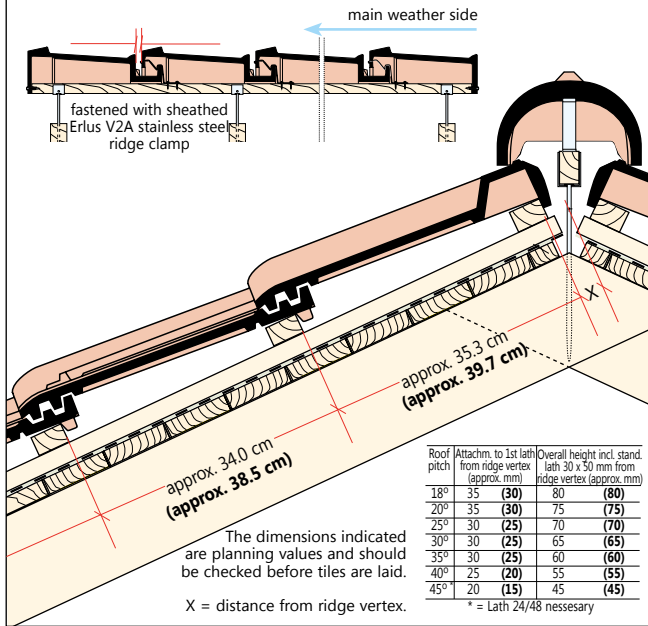 main weather side
fastened with sheathed
Erlus V2A stainless steel
ridge clamp
X
approx. 35.3 cm
(approx. 39.7 cm)
approx. 34.0 cm
(approx. 38.5 cm)
The dimensions indicated
are planning values and should
be checked before tiles are laid.
X = distance from ridge vertex.
Roof Attachm. to 1st lath Overall height incl. stand.
pitch from ridge vertex lath 30 x 50 mm from
(approx. mm) ridge vertex (approx. mm)
18° 35 (30) 80 (80)
20° 35 (30) 75 (75)
25° 30 (25) 70 (70)
30° 30 (25) 65 (65)
35° 30 (25) 60 (60)
40° 25 (20) 55 (55)
45° * 20 (15) 45 (45)
* = Lath 24/48 nessesary